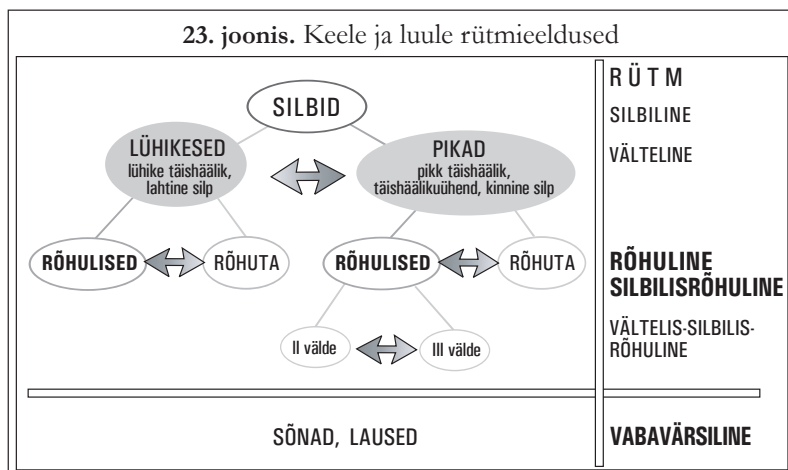 23. joonis. Keele ja luule rütmieeldused
RÜTM
SILBID
SILBILINE
LÜHIKESED
lühike täishäälik,
lahtine silp
PIKAD
pikk täishäälik,
täishäälikuühend, kinnine silp
VÄLTELINE
RÕHULISED
RÕHUTA
RÕHULISED
RÕHUTA
RÕHULINE
SILBILISRÕHULINE
II välde
III välde
VÄLTELIS-SILBILIS-
RÕHULINE
SÕNAD, LAUSED
VABAVÄRSILINE